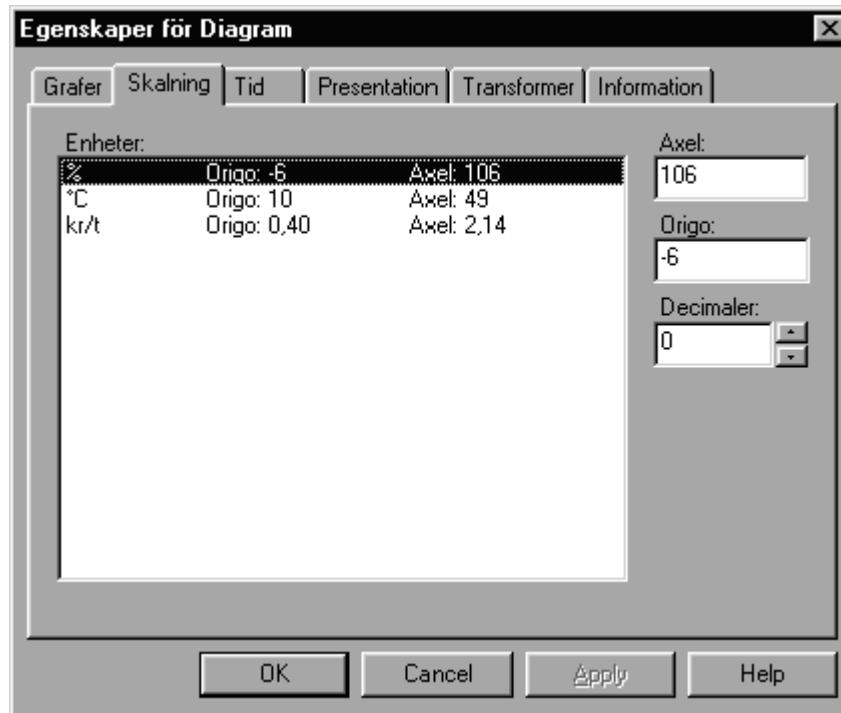 Egenskaper för Diagram
Grafer Skalning Tid Presentation Transformer Information
Enheter:
% Origo: -6 Axel: 106
°C Origo: 10 Axel: 49
kr/t Origo: 0,40 Axel: 2,14
Axel:
106
Origo:
-6
Decimaler:
0
OK Cancel Apply Help